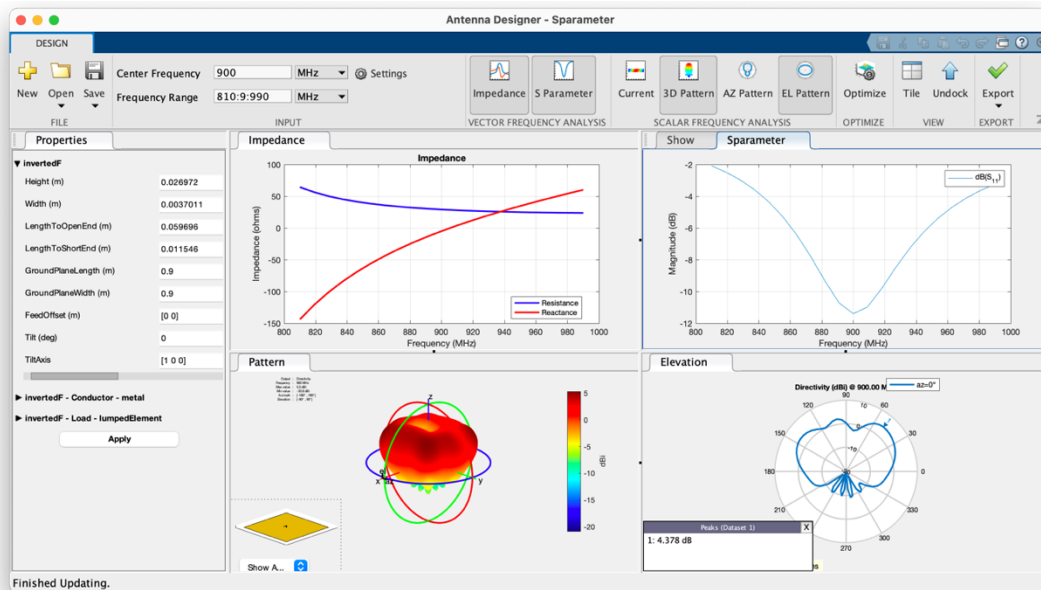 Antenna Designer - Sparameter
DESIGN
New
Open
Save
FILE
Center Frequency 900 MHz Settings
Frequency Range 810:9:990 MHz
INPUT
Impedance
S Parameter
VECTOR FREQUENCY ANALYSIS
Current
3D Pattern
AZ Pattern
EL Pattern
SCALAR FREQUENCY ANALYSIS
Optimize
OPTIMIZE
Tile
Undock
VIEW
Export
EXPORT
Properties
invertedF
Height (m) 0.026972
Width (m) 0.0037011
LengthToOpenEnd (m) 0.059696
LengthToShortEnd (m) 0.011546
GroundPlaneLength (m) 0.9
GroundPlaneWidth (m) 0.9
FeedOffset (m) [0 0]
Tilt (deg) 0
TiltAxis [1 0 0]
invertedF - Conductor - metal
invertedF - Load - lumpedElement
Apply
Impedance
Impedance
100
50
0
-50
-100
-150
Impedance (ohms)
Resistance
Reactance
800 820 840 860 880 900 920 940 960 980 1000
Frequency (MHz)
Show
Sparameter
-2
-4
-6
-8
-10
-12
Magnitude (dB)
dB(S11)
800 820 840 860 880 900 920 940 960 980 1000
Frequency (MHz)
Pattern
z
x
az
y
5
0
-5
-10
-15
-20
dBi
Show A...
Elevation
Directivity (dBi) @ 900.00 M
az=0°
90
120 60
150 30
180 0
210
300
270
0
-10
Peaks (Dataset 1) X
1: 4.378 dB
Finished Updating.